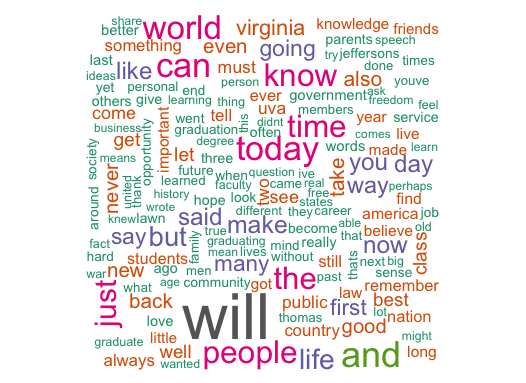 share
better world virginia knowledge friends
something even going parents speech
last like can must try jeffersons done times
ideas yet personal end person know also youve
others give learning thing ever government ask freedom feel
come went tell uva members year service
business graduation this didnt time words made live comes learn
get important let three degree often today you day
society opportunity future when question ive take way perhaps
around means never learned faculty two came real see free find
united thank history hope look states america job
wrote said different they career able believe old
knew lawn but make become that now class
say family true graduating mind really
fact mean lives without still thats next big
hard students many the past sense
war new ago men community got law remember
what age public first lot best
just back will thomas country good nation
love might
graduate little well people life and long
always wanted